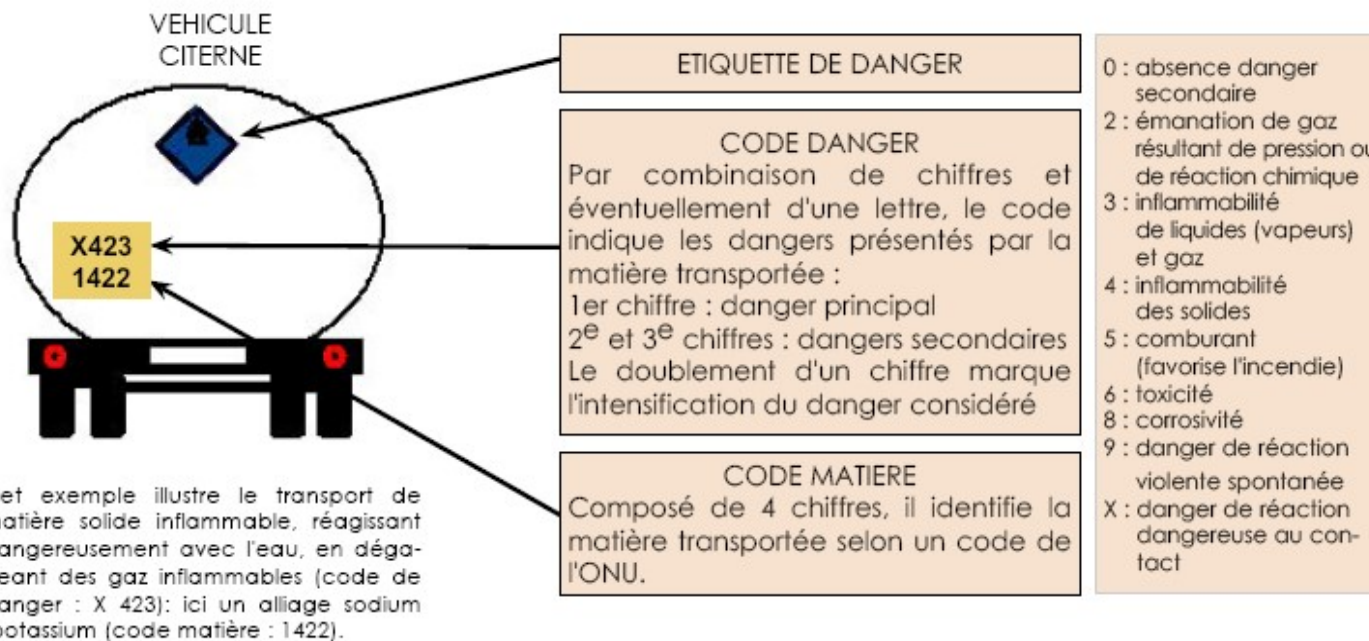 VEHICULE
CITERNE
X423
1422
et exemple illustre le transport de
matière solide inflammable, réagissant
angereusement avec l'eau, en déga-
eant des gaz inflammables (code de
anger : X 423): ici un alliage sodium
potassium (code matière : 1422).
ETIQUETTE DE DANGER
CODE DANGER
Par combinaison de chiffres et
éventuellement d'une lettre, le code
indique les dangers présentés par la
matière transportée :
1er chiffre : danger principal
2e et 3e chiffres : dangers secondaires
Le doublement d'un chiffre marque
l'intensification du danger considéré
CODE MATIERE
Composé de 4 chiffres, il identifie la
matière transportée selon un code de
l'ONU.
0 : absence danger
secondaire
2 : émanation de gaz
résultant de pression ou
de réaction chimique
3 : inflammabilité
de liquides (vapeurs)
et gaz
4 : inflammabilité
des solides
5 : comburant
(favorise l'incendie)
6 : toxicité
8 : corrosivité
9 : danger de réaction
violente spontanée
X : danger de réaction
dangereuse au con-
tact